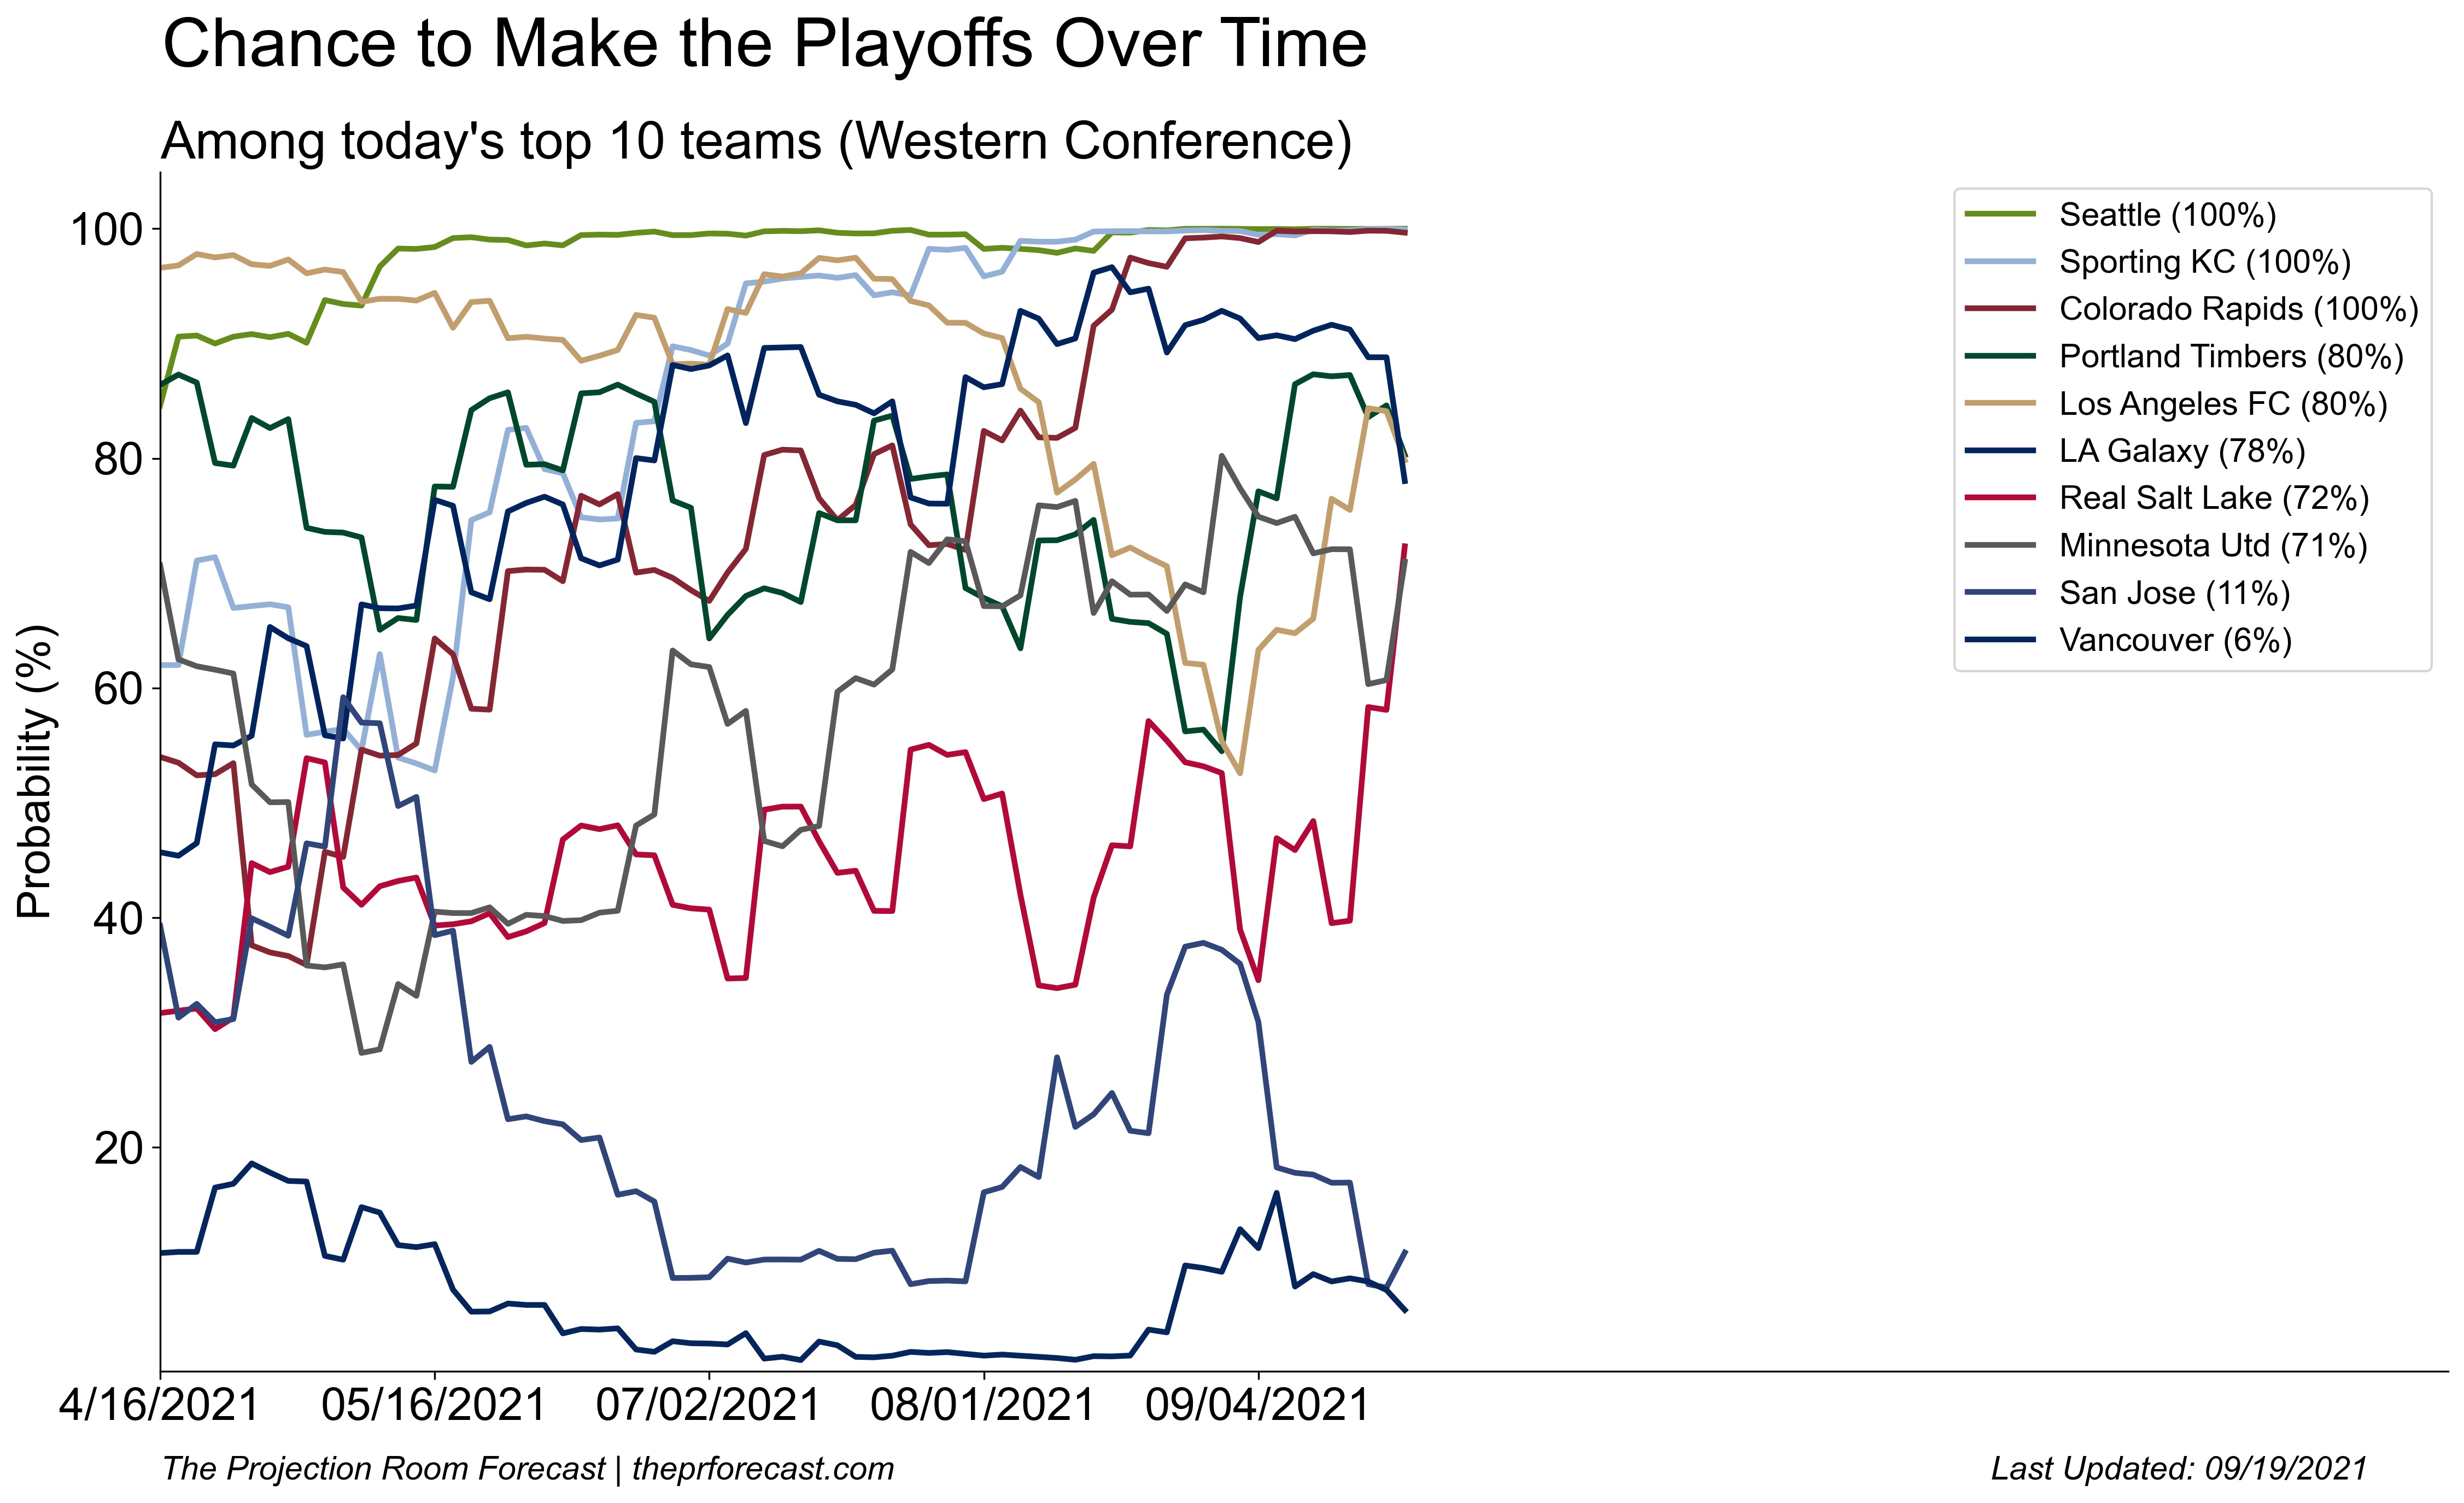 Chance to Make the Playoffs Over Time
Among today's top 10 teams (Western Conference)
100
80
60
40
20
Probability (%)
Seattle (100%)
Sporting KC (100%)
Colorado Rapids (100%)
Portland Timbers (80%)
Los Angeles FC (80%)
LA Galaxy (78%)
Real Salt Lake (72%)
Minnesota Utd (71%)
San Jose (11%)
Vancouver (6%)
4/16/2021 05/16/2021 07/02/2021 08/01/2021 09/04/2021
The Projection Room Forecast | theprforecast.com
Last Updated: 09/19/2021